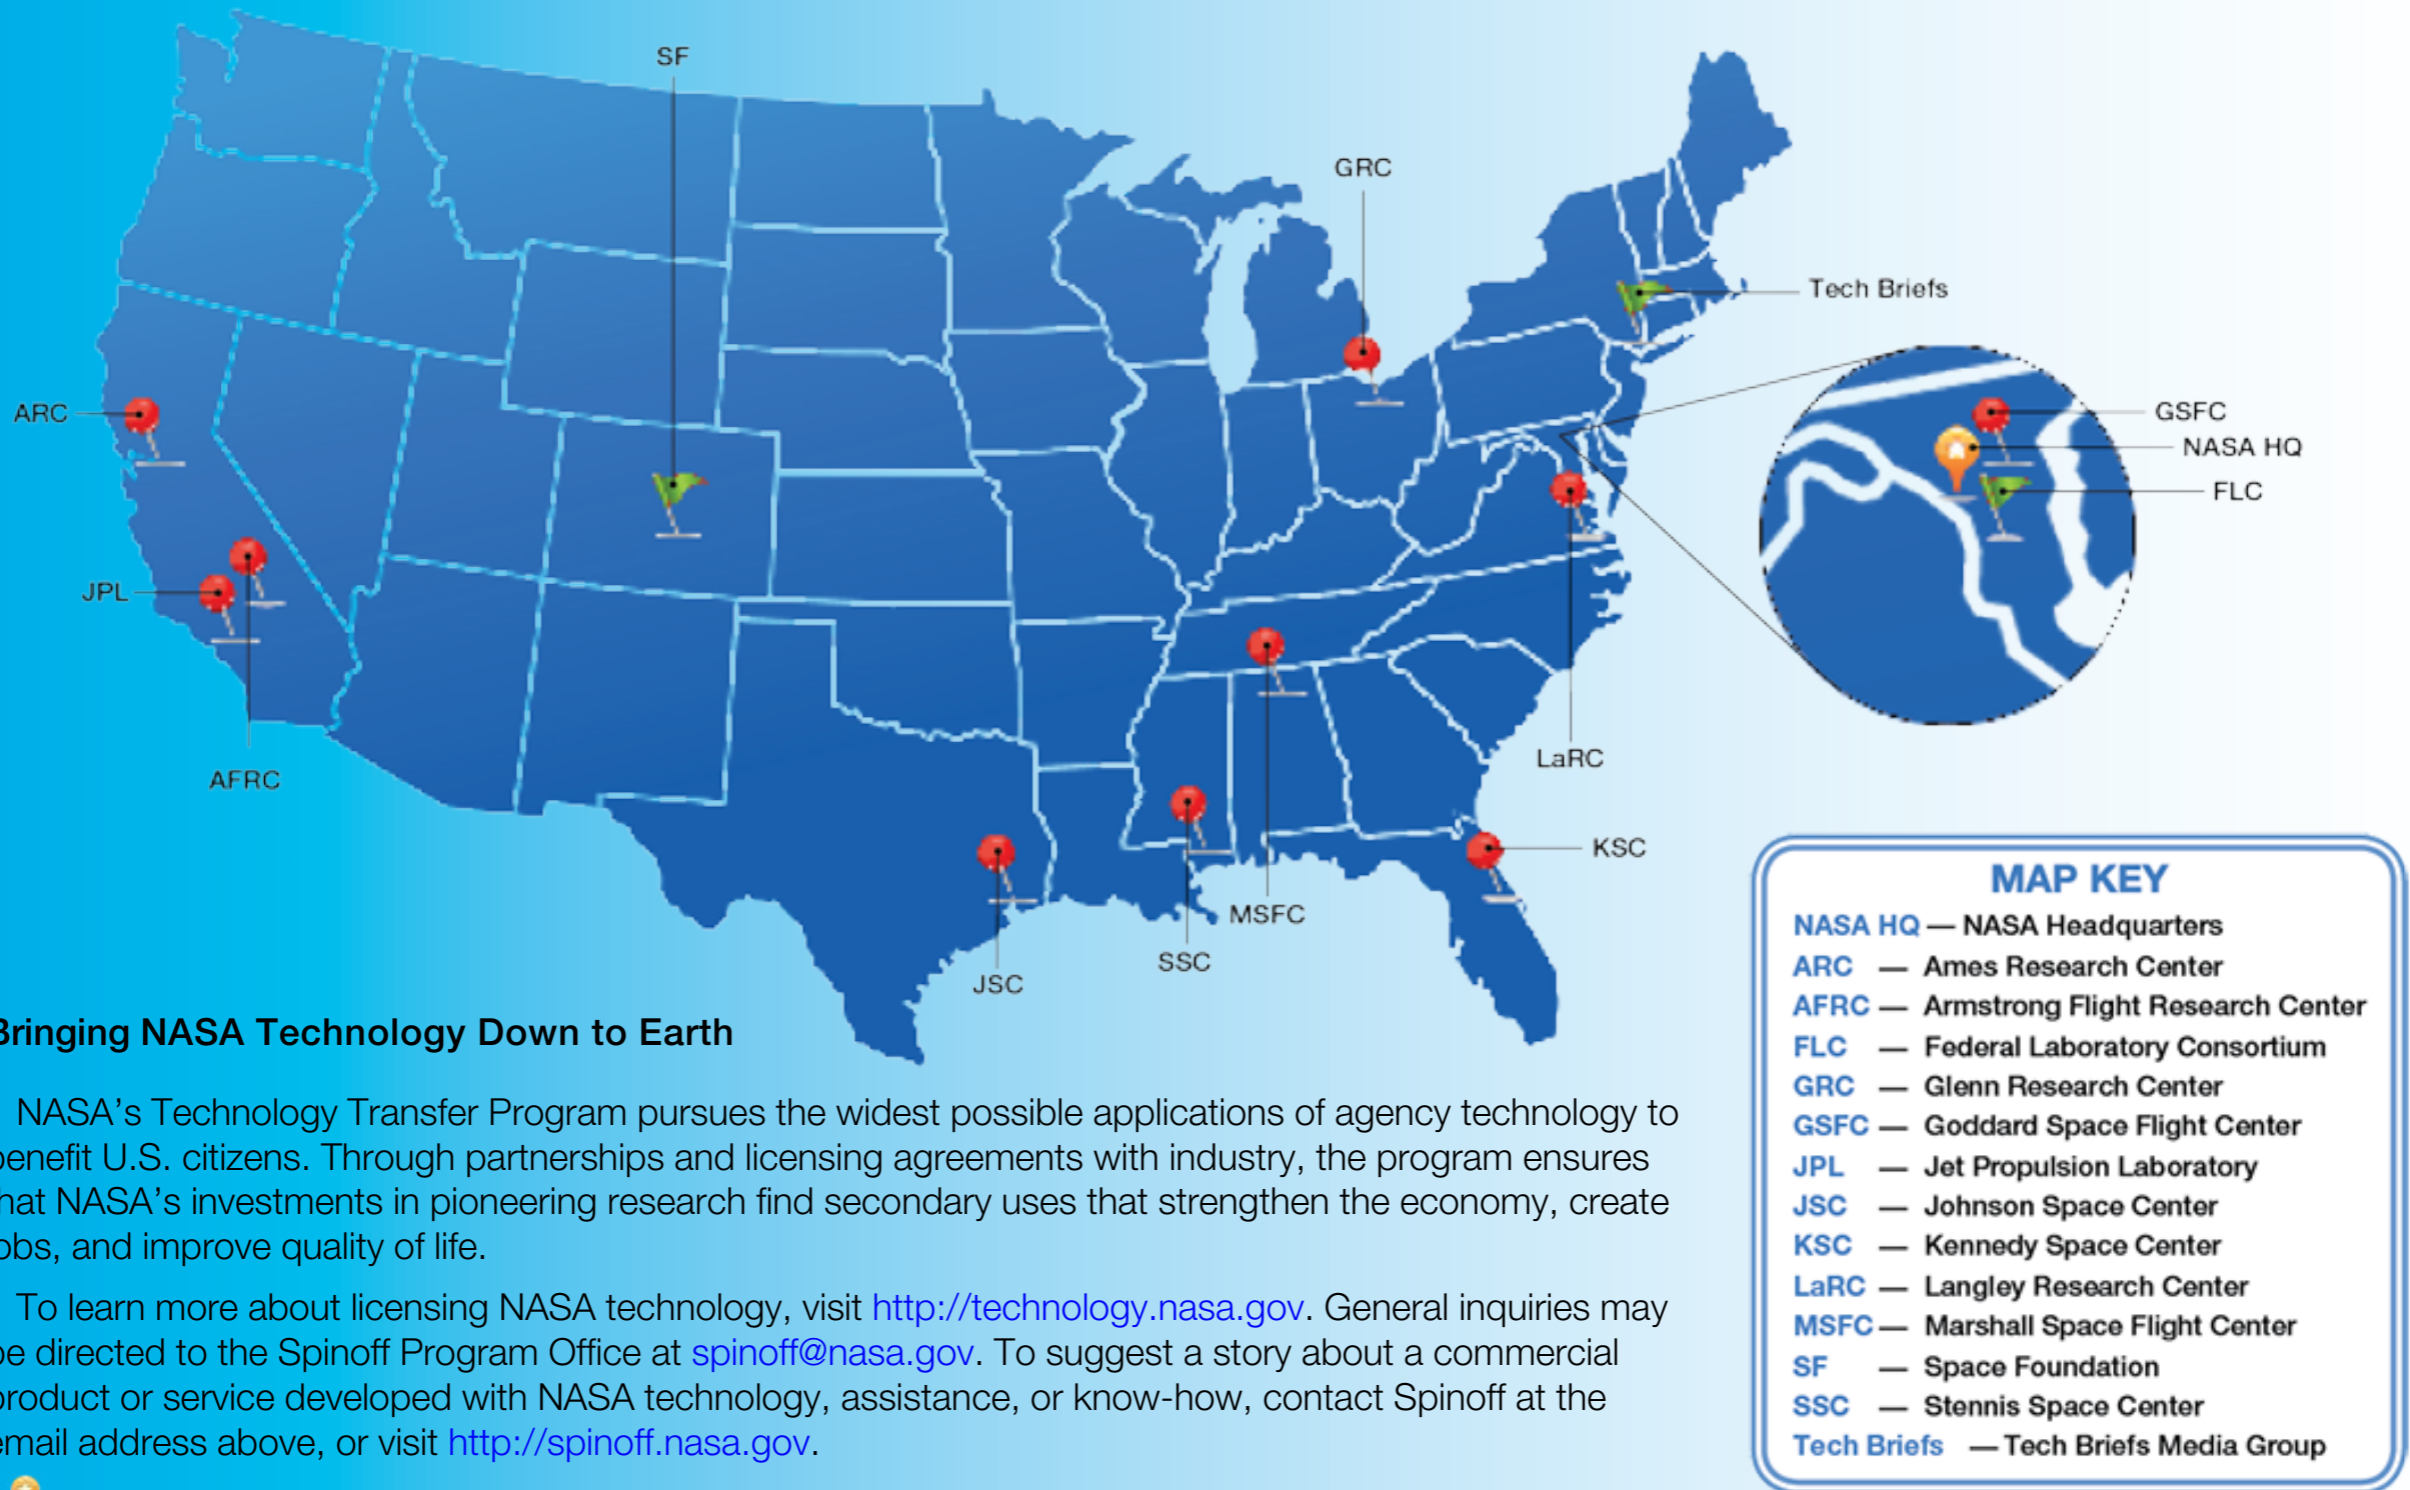 SF
GRC
Tech Briefs
ARC
GSFC
NASA HQ
FLC
JPL
AFRC
LaRC
KSC
MSFC
SSC
JSC
MAP KEY
NASA HQ — NASA Headquarters
ARC — Ames Research Center
AFRC — Armstrong Flight Research Center
FLC — Federal Laboratory Consortium
GRC — Glenn Research Center
GSFC — Goddard Space Flight Center
JPL — Jet Propulsion Laboratory
JSC — Johnson Space Center
KSC — Kennedy Space Center
LaRC — Langley Research Center
MSFC — Marshall Space Flight Center
SF — Space Foundation
SSC — Stennis Space Center
Tech Briefs — Tech Briefs Media Group
Bringing NASA Technology Down to Earth
NASA’s Technology Transfer Program pursues the widest possible applications of agency technology to
benefit U.S. citizens. Through partnerships and licensing agreements with industry, the program ensures
that NASA’s investments in pioneering research find secondary uses that strengthen the economy, create
jobs, and improve quality of life.
To learn more about licensing NASA technology, visit http://technology.nasa.gov. General inquiries may
be directed to the Spinoff Program Office at spinoff@nasa.gov. To suggest a story about a commercial
product or service developed with NASA technology, assistance, or know-how, contact Spinoff at the
email address above, or visit http://spinoff.nasa.gov.